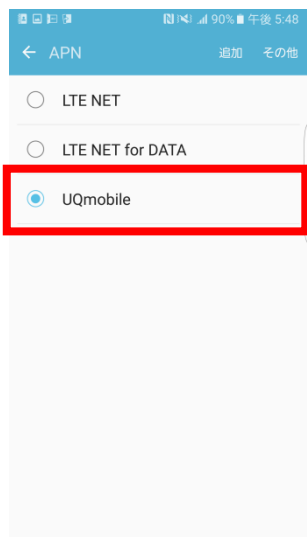 90% 午後 5:48
← APN 追加 その他
LTE NET
LTE NET for DATA
UQmobile